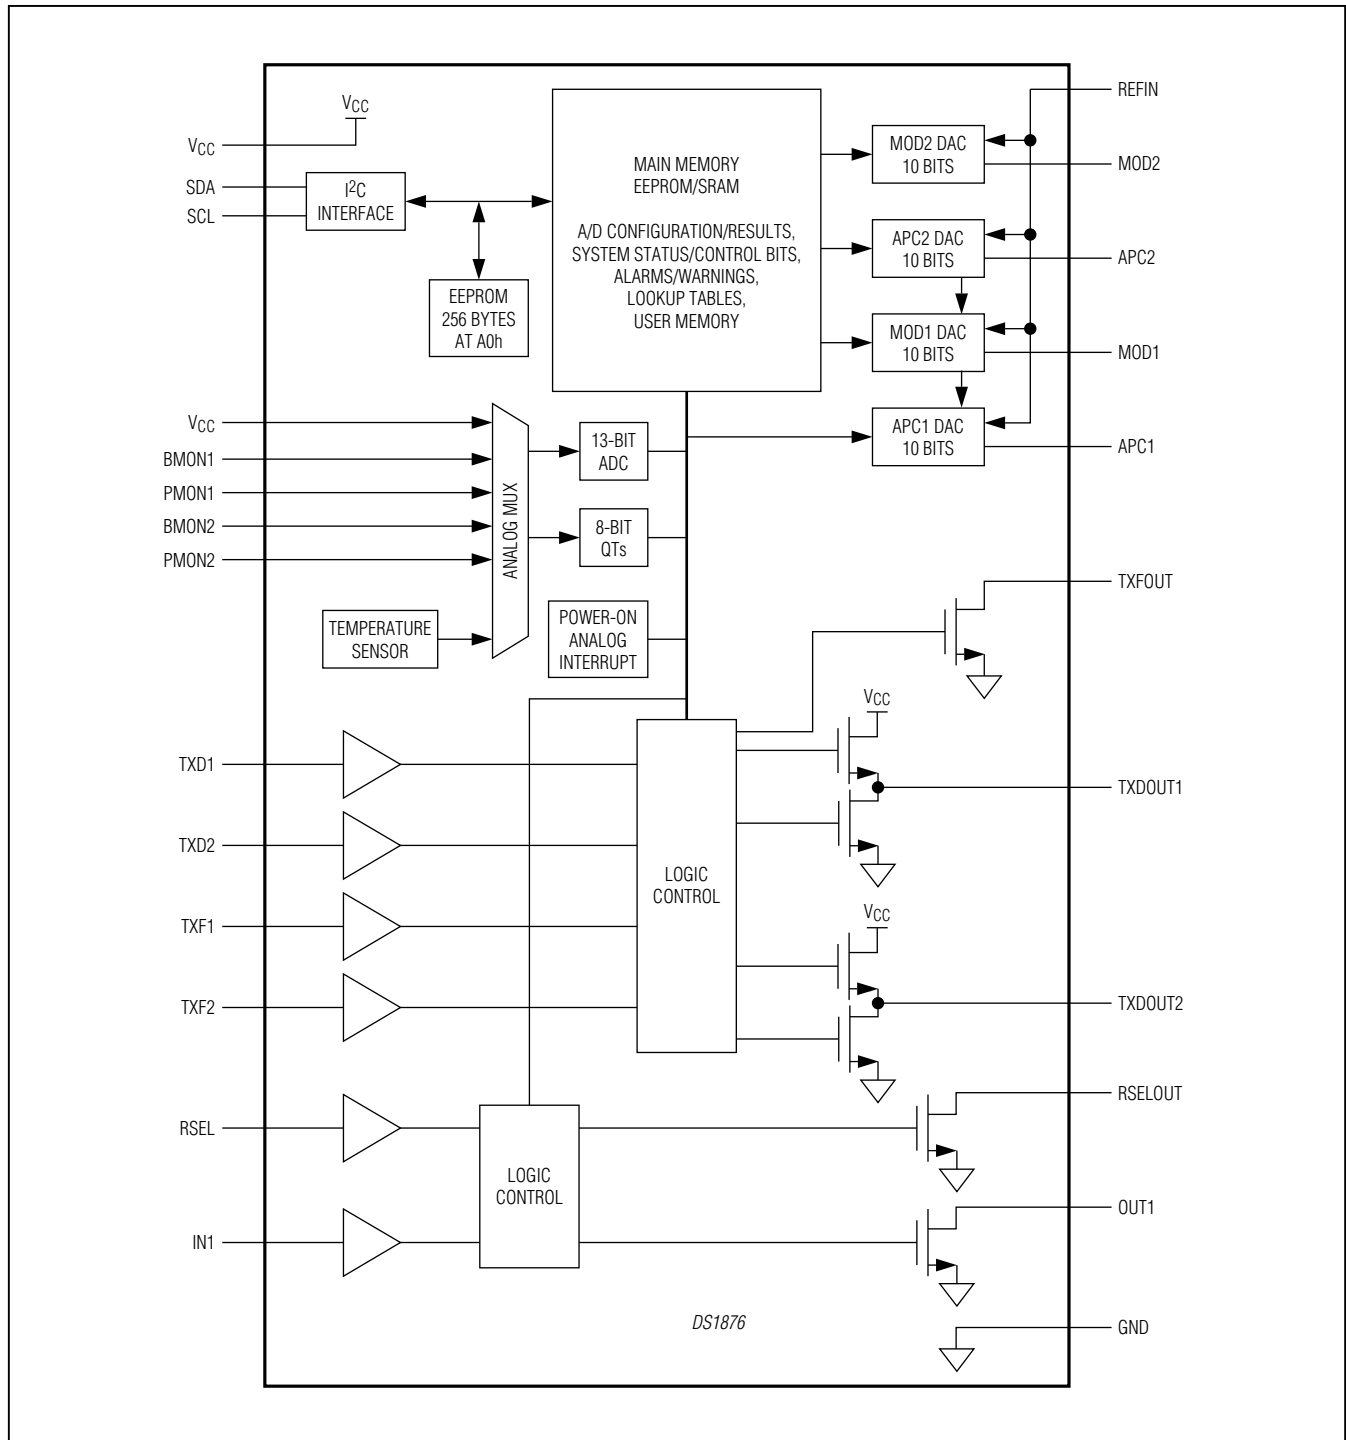 REFIN
VCC
VCC
SDA
SCL
I2C
INTERFACE
EEPROM
256 BYTES
AT A0h
MAIN MEMORY
EEPROM/SRAM
A/D CONFIGURATION/RESULTS,
SYSTEM STATUS/CONTROL BITS,
ALARMS/WARNINGS,
LOOKUP TABLES,
USER MEMORY
MOD2 DAC
10 BITS
MOD2
APC2 DAC
10 BITS
APC2
MOD1 DAC
10 BITS
MOD1
APC1 DAC
10 BITS
APC1
VCC
BMON1
PMON1
BMON2
PMON2
ANALOG MUX
13-BIT
ADC
8-BIT
QTs
TEMPERATURE
SENSOR
POWER-ON
ANALOG
INTERRUPT
TXFOUT
TXD1
TXD2
TXF1
TXF2
LOGIC
CONTROL
VCC
TXDOUT1
VCC
TXDOUT2
RSEL
IN1
LOGIC
CONTROL
RSELOUT
OUT1
DS1876
GND